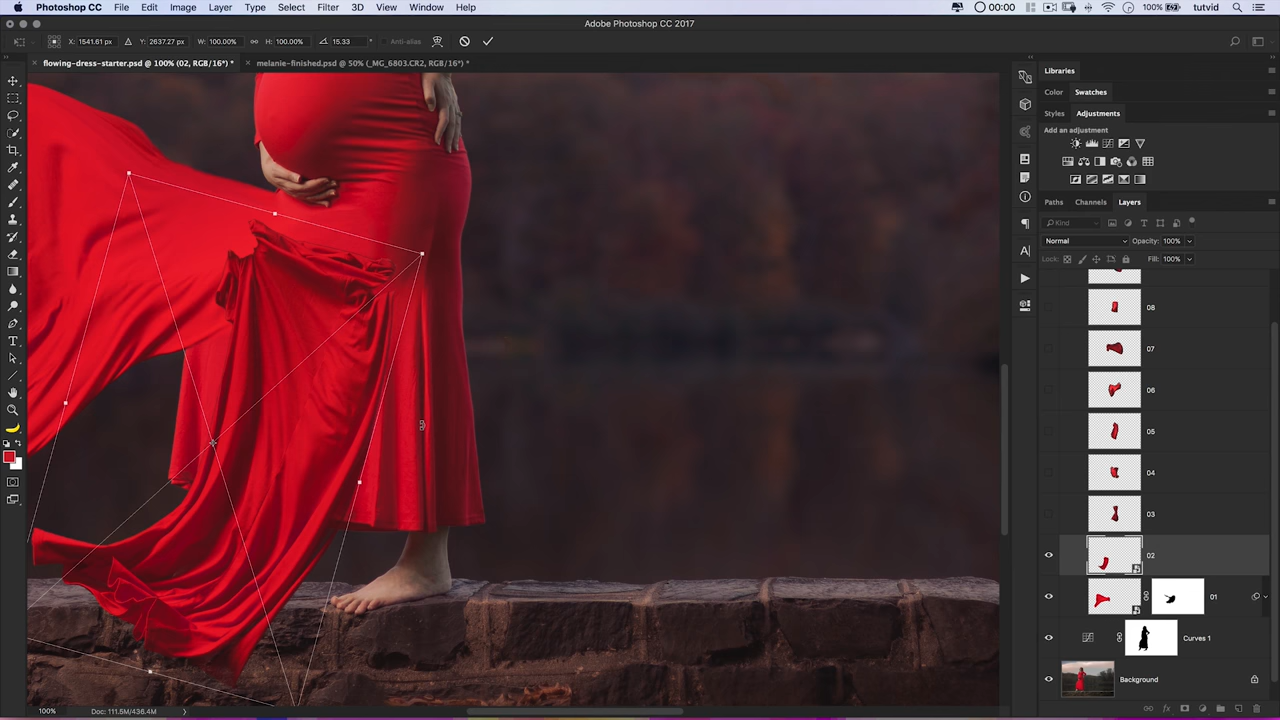 Photoshop CC File Edit Image Layer Type Select Filter 3D View Window Help 00:00 100% tutvid
Adobe Photoshop CC 2017
X: 1541.61 px Y: 2637.27 px W: 100.00% H: 100.00% 15.33 Anti-alias
flowing-dress-starter.psd @ 100% (02, RGB/16*) * melanie-finished.psd @ 50% (_MG_6803.CR2, RGB/16*) *
Libraries
Color Swatches
Styles Adjustments
Add an adjustment
Paths Channels Layers
Kind
Normal Opacity: 100%
Lock: Fill: 100%
08
07
06
05
04
03
02
01
Curves 1
Background
100% Doc: 111.5M/436.4M